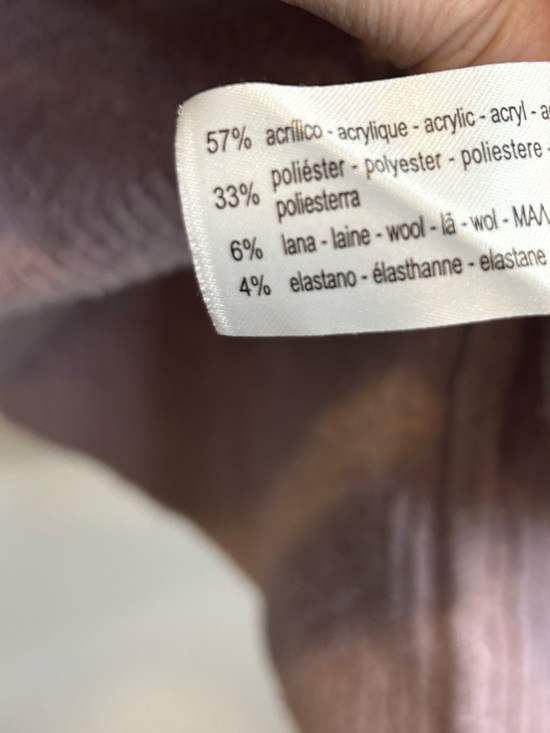 57% acrílico - acrylique - acrylic - acryl -
33% poliéster - polyester - poliestere -
poliesterra
6% lana - laine - wool - lã - wol -
4% elastano - élasthanne - elastane